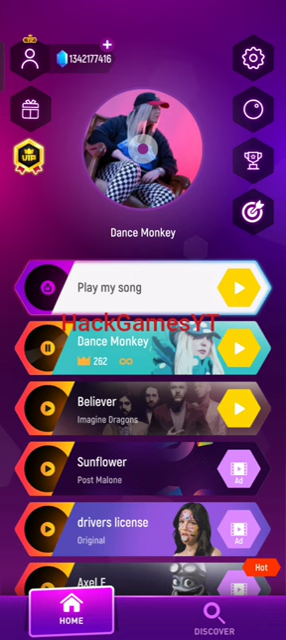 1342177416
VIP
Dance Monkey
Play my song
HackGamesYT
Dance Monkey
262
Believer
Imagine Dragons
Sunflower
Post Malone
Ad
drivers license
Original
Ad
Hot
Axel F
HOME
DISCOVER